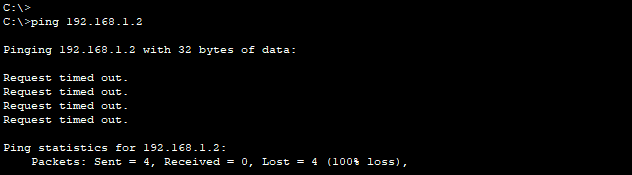 C:\>
C:\>ping 192.168.1.2
Pinging 192.168.1.2 with 32 bytes of data:
Request timed out.
Request timed out.
Request timed out.
Request timed out.
Ping statistics for 192.168.1.2:
    Packets: Sent = 4, Received = 0, Lost = 4 (100% loss),